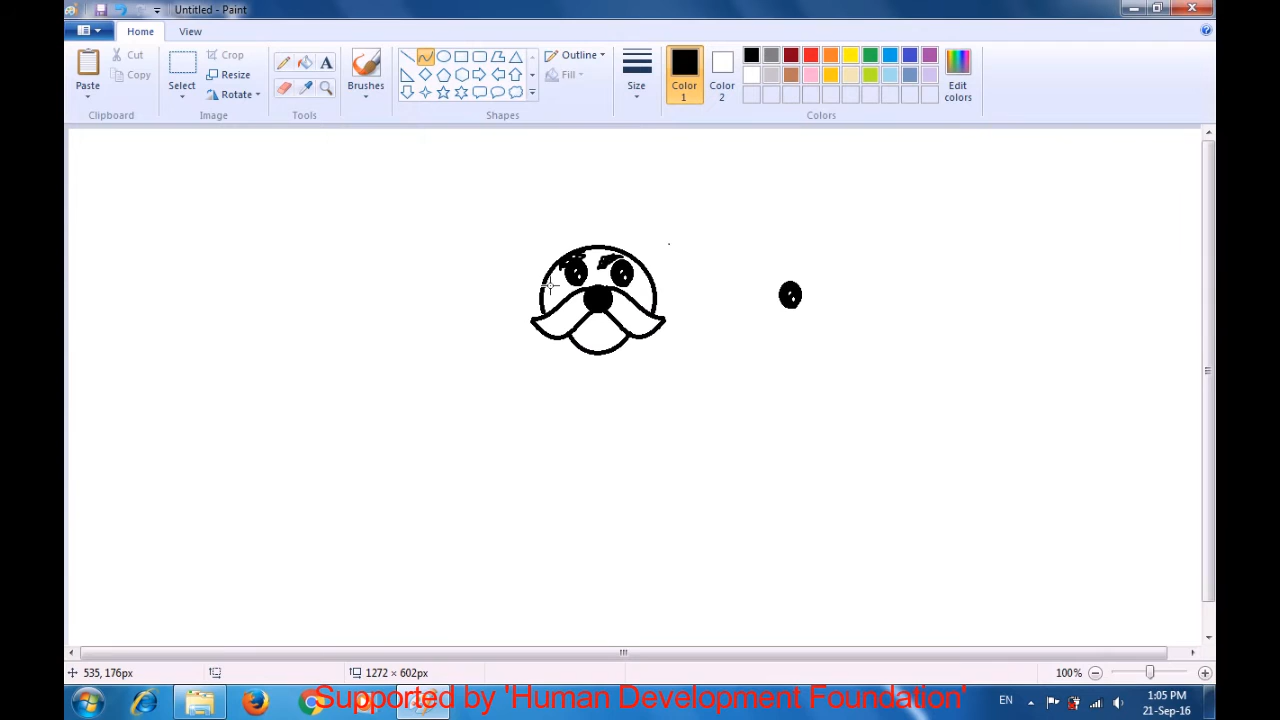 Untitled - Paint
Home View
Paste
Cut
Copy
Clipboard
Select
Crop
Resize
Rotate
Image
A
Tools
Brushes
Shapes
Outline
Fill
Size
Color 1
Color 2
Edit colors
Colors
535, 176px
1272 × 602px
100%
Supported by 'Human Development Foundation'
EN
1:05 PM
21-Sep-16